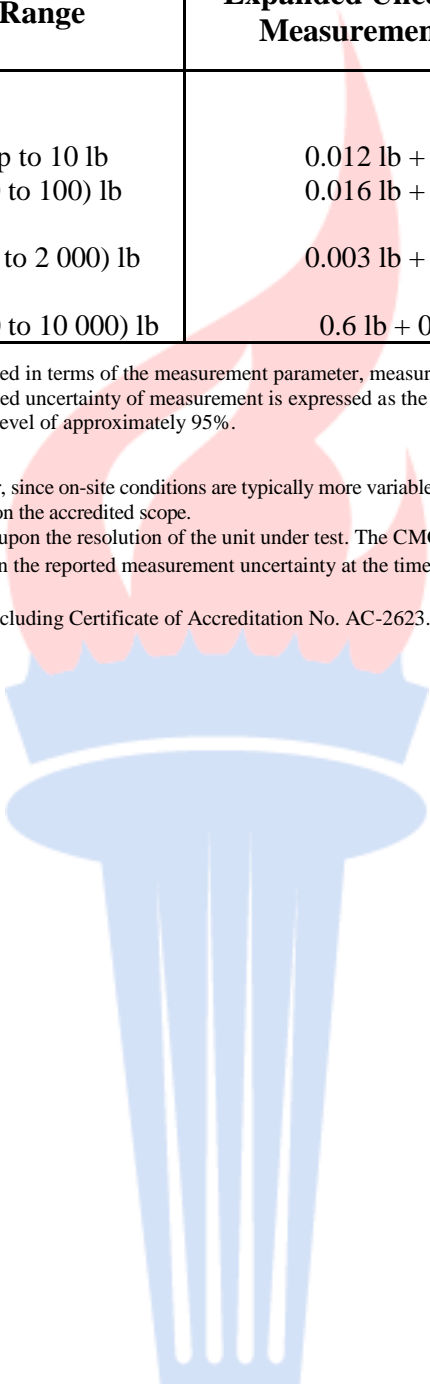 Range
Measuremen
p to 10 lb 0.012 lb +
to 100) lb 0.016 lb +
to 2 000) lb 0.003 lb +
to 10 000) lb 0.6 lb + 0
ed in terms of the measurement parameter, measur
ed uncertainty of measurement is expressed as the
evel of approximately 95%.
, since on-site conditions are typically more variable
on the accredited scope.
upon the resolution of the unit under test. The CMC
n the reported measurement uncertainty at the time
cluding Certificate of Accreditation No. AC-2623.